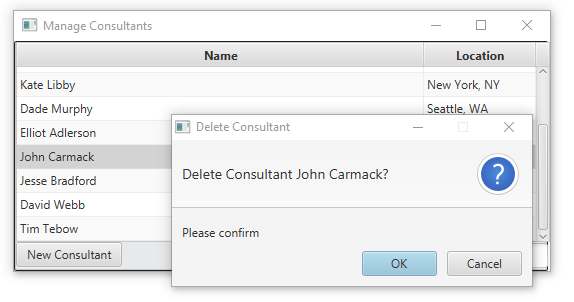 Manage Consultants
Name Location
Kate Libby New York, NY
Dade Murphy Seattle, WA
Elliot Adlerson
John Carmack
Jesse Bradford
David Webb
Tim Tebow
New Consultant
Delete Consultant
Delete Consultant John Carmack?
?
Please confirm
OK Cancel